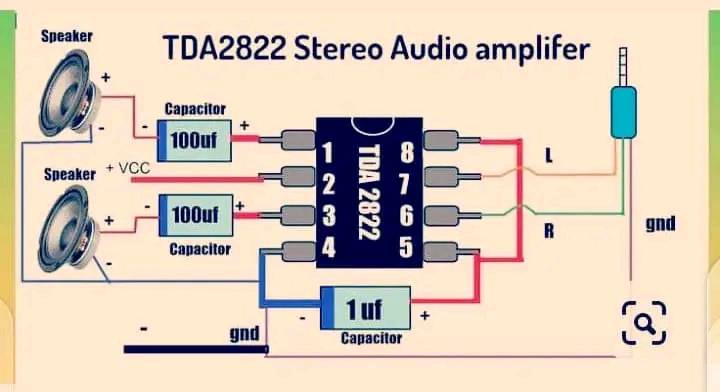 TDA2822 Stereo Audio amplifer
Speaker
+
-
Capacitor
- 100uf +
Speaker
+ VCC
+
-
- 100uf +
Capacitor
1
2
3
4
TDA 2822
8
7
6
5
L
R
gnd
- 1 uf +
Capacitor
- gnd